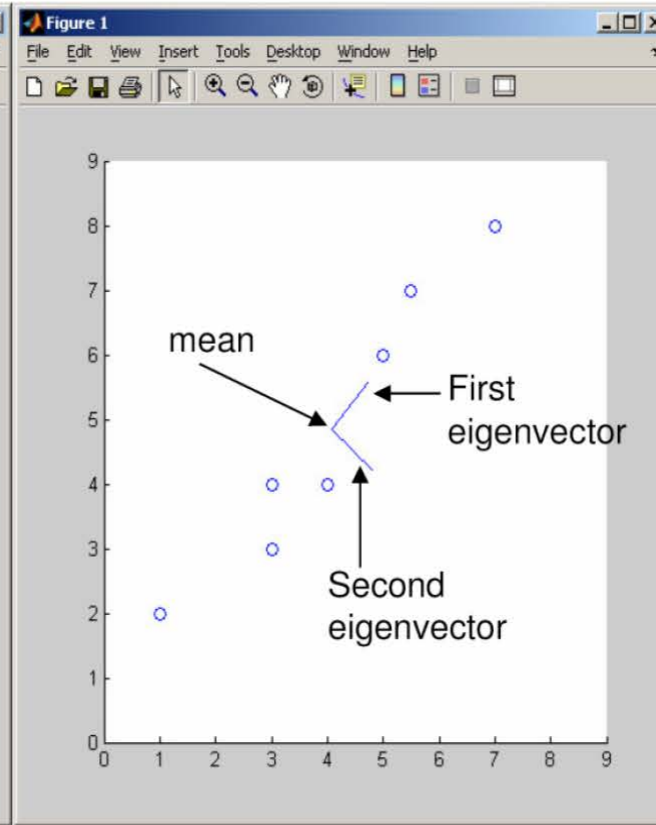 Figure 1
File Edit View Insert Tools Desktop Window Help
9
8
7
6
5
4
3
2
1
0
mean
First
eigenvector
Second
eigenvector
0 1 2 3 4 5 6 7 8 9